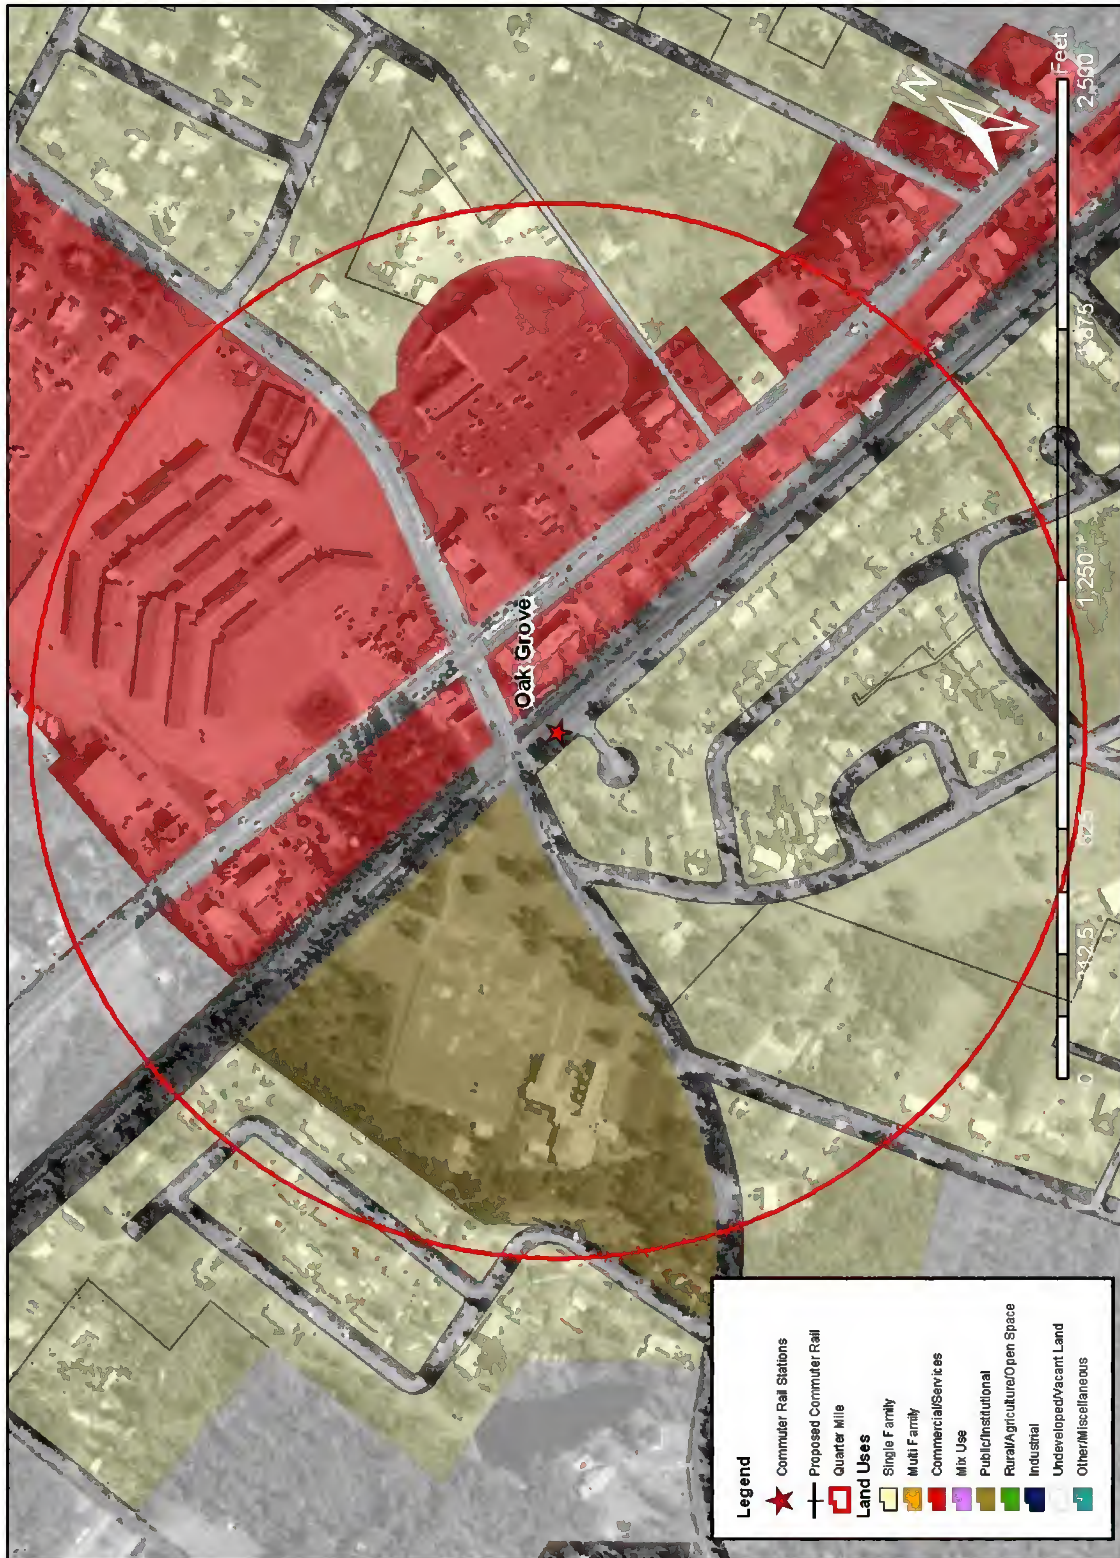 Oak Grove
N
Feet
0
312.5
625
1,250
1,875
2,500
Legend
Commuter Rail Stations
Proposed Commuter Rail
Quarter Mile
Land Uses
Single Family
Multi Family
Commercial/Services
Mix Use
Public/Institutional
Rural/Agriculture/Open Space
Industrial
Undeveloped/Vacant Land
Other/Miscellaneous